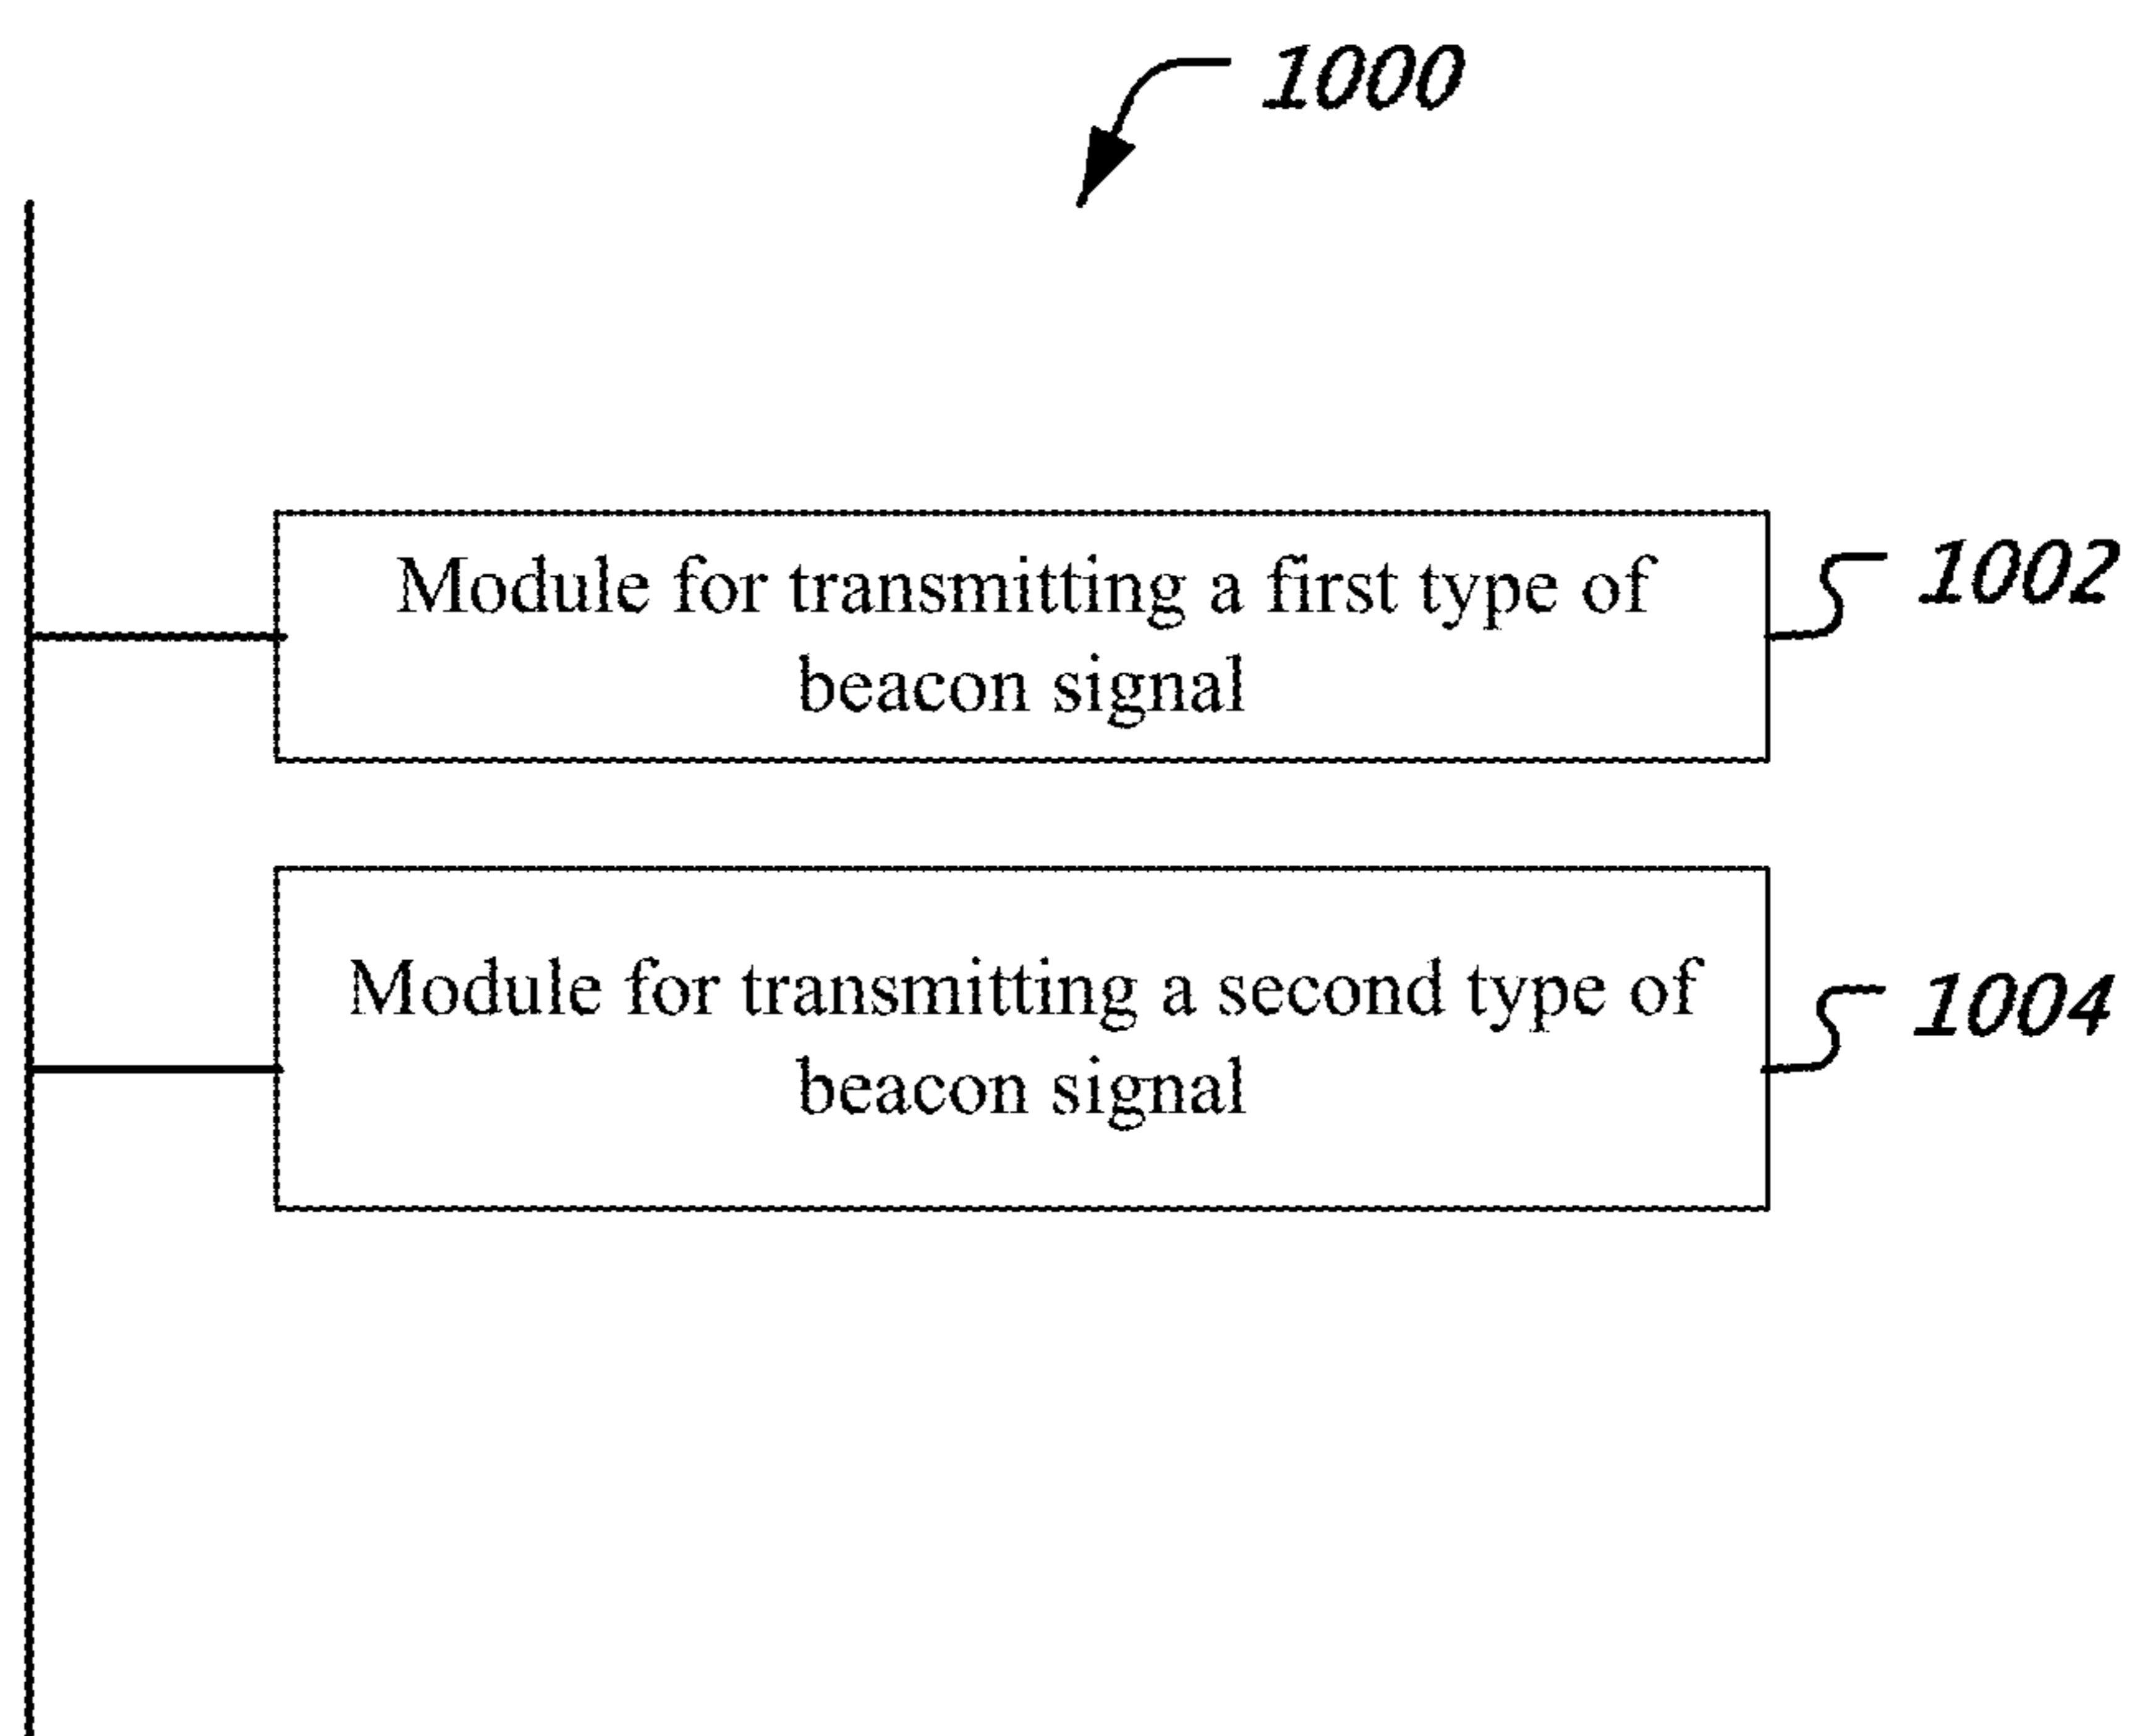 1000
Module for transmitting a first type of
beacon signal
1002
Module for transmitting a second type of
beacon signal
1004